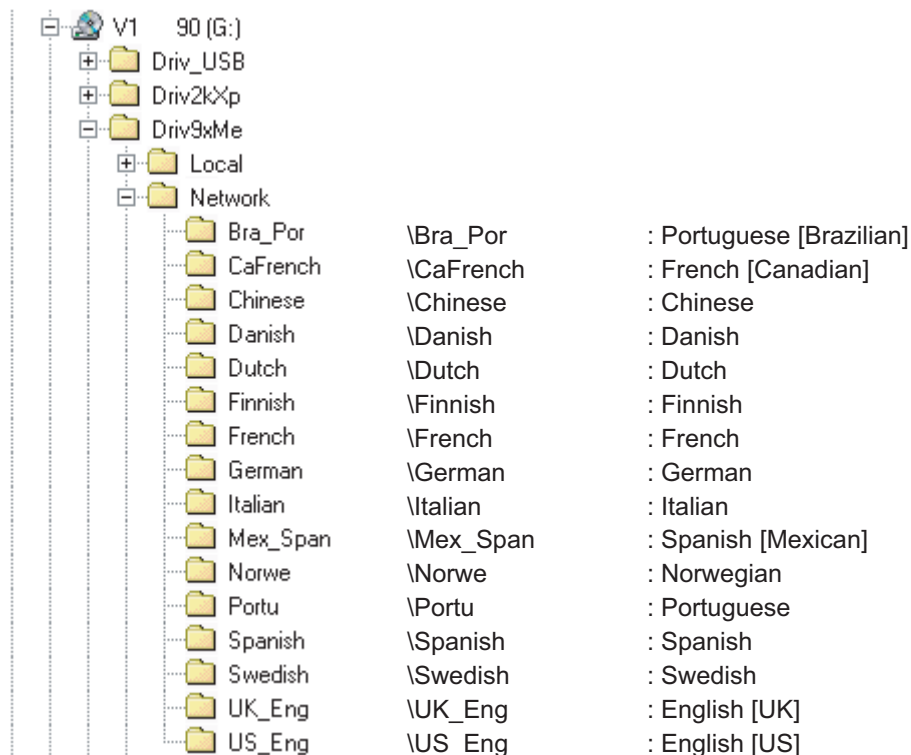 V1 90 (G:)
Driv_USB
Driv2kXp
Driv9xMe
Local
Network
Bra_Por \Bra_Por : Portuguese [Brazilian]
CaFrench \CaFrench : French [Canadian]
Chinese \Chinese : Chinese
Danish \Danish : Danish
Dutch \Dutch : Dutch
Finnish \Finnish : Finnish
French \French : French
German \German : German
Italian \Italian : Italian
Mex_Span \Mex_Span : Spanish [Mexican]
Norwe \Norwe : Norwegian
Portu \Portu : Portuguese
Spanish \Spanish : Spanish
Swedish \Swedish : Swedish
UK_Eng \UK_Eng : English [UK]
US_Eng \US_Eng : English [US]